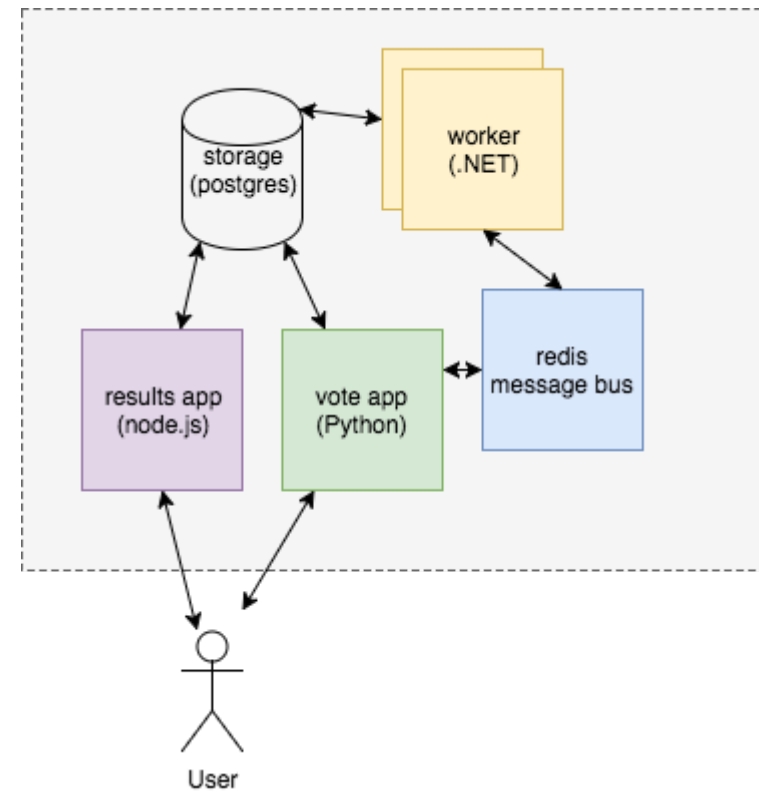 worker
(.NET)
storage
(postgres)
redis
message bus
results app
(node.js)
vote app
(Python)
User